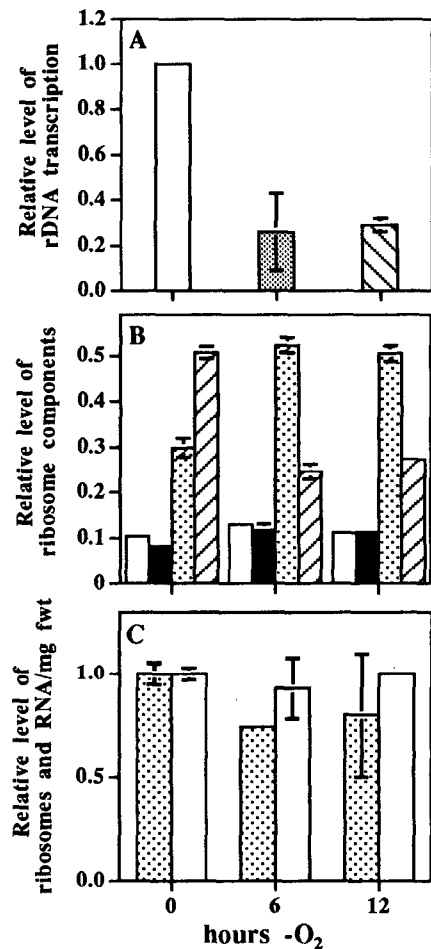 A
Relative level of
rDNA transcription
1.2
1.0
0.8
0.6
0.4
0.2
0.0
B
Relative level of
ribosome components
0.5
0.4
0.3
0.2
0.1
0
C
Relative level of
ribosomes and RNA/mg fwt
1.0
0.5
0.0
0 6 12
hours -O₂